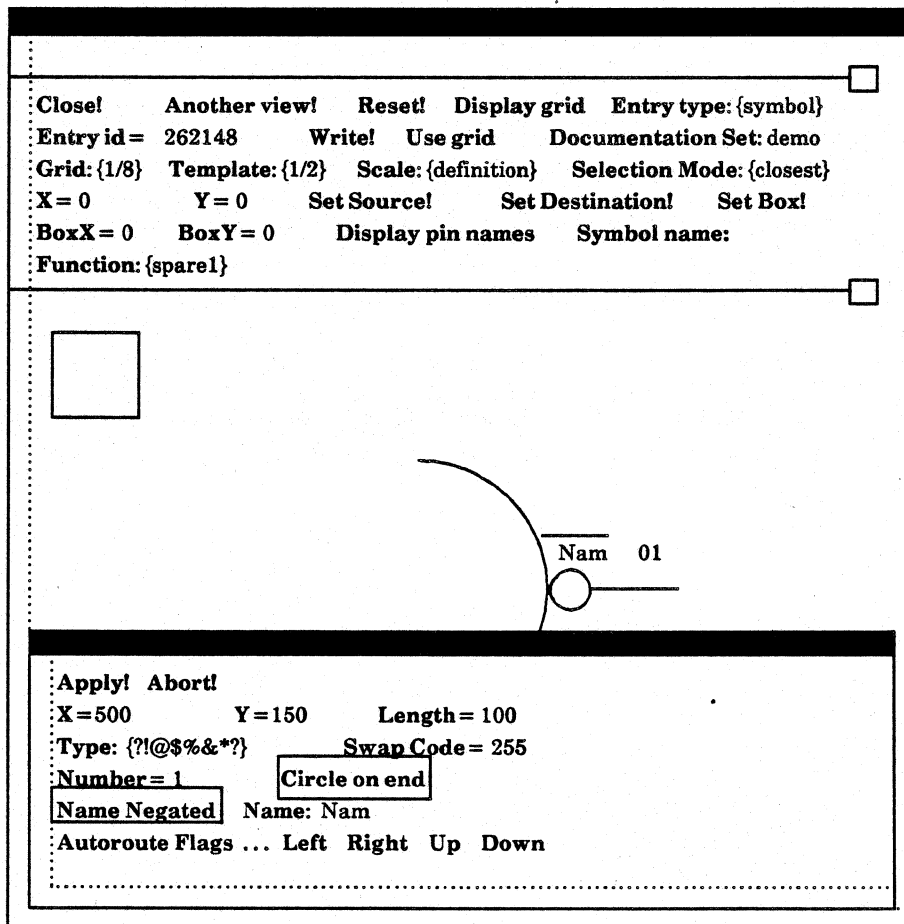 Close! Another view! Reset! Display grid Entry type: {symbol}
Entry id = 262148 Write! Use grid Documentation Set: demo
Grid: {1/8} Template: {1/2} Scale: {definition} Selection Mode: {closest}
X = 0 Y = 0 Set Source! Set Destination! Set Box!
BoxX = 0 BoxY = 0 Display pin names Symbol name:
Function: {spare1}
Nam 01
Apply! Abort!
X=500 Y=150 Length= 100
Type: {?!@$%&*?} Swap Code = 255
Number= 1 Circle on end
Name Negated Name: Nam
Autoroute Flags ... Left Right Up Down